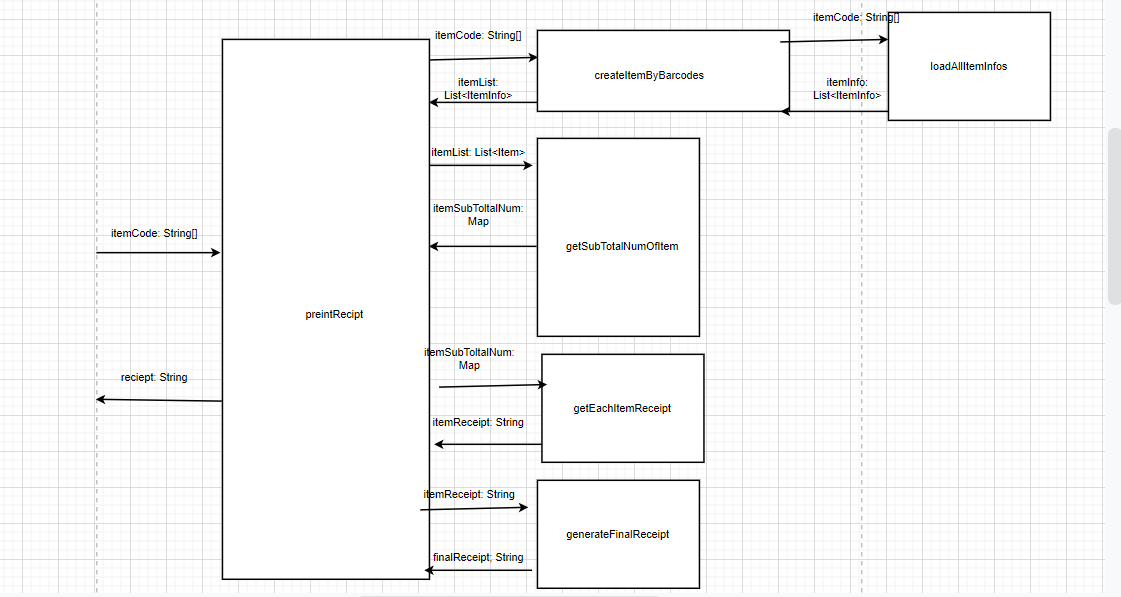 itemCode: String[]
itemCode: String[]
itemList:
List<ItemInfo>
createItemByBarcodes
itemInfo:
List<ItemInfo>
loadAllItemInfos
itemList: List<Item>
itemSubToltalNum:
Map
getSubTotalNumOfItem
itemCode: String[]
preintRecipt
itemSubToltalNum:
Map
reciept: String
getEachItemReceipt
itemReceipt: String
itemReceipt: String
generateFinalReceipt
finalReceipt; String